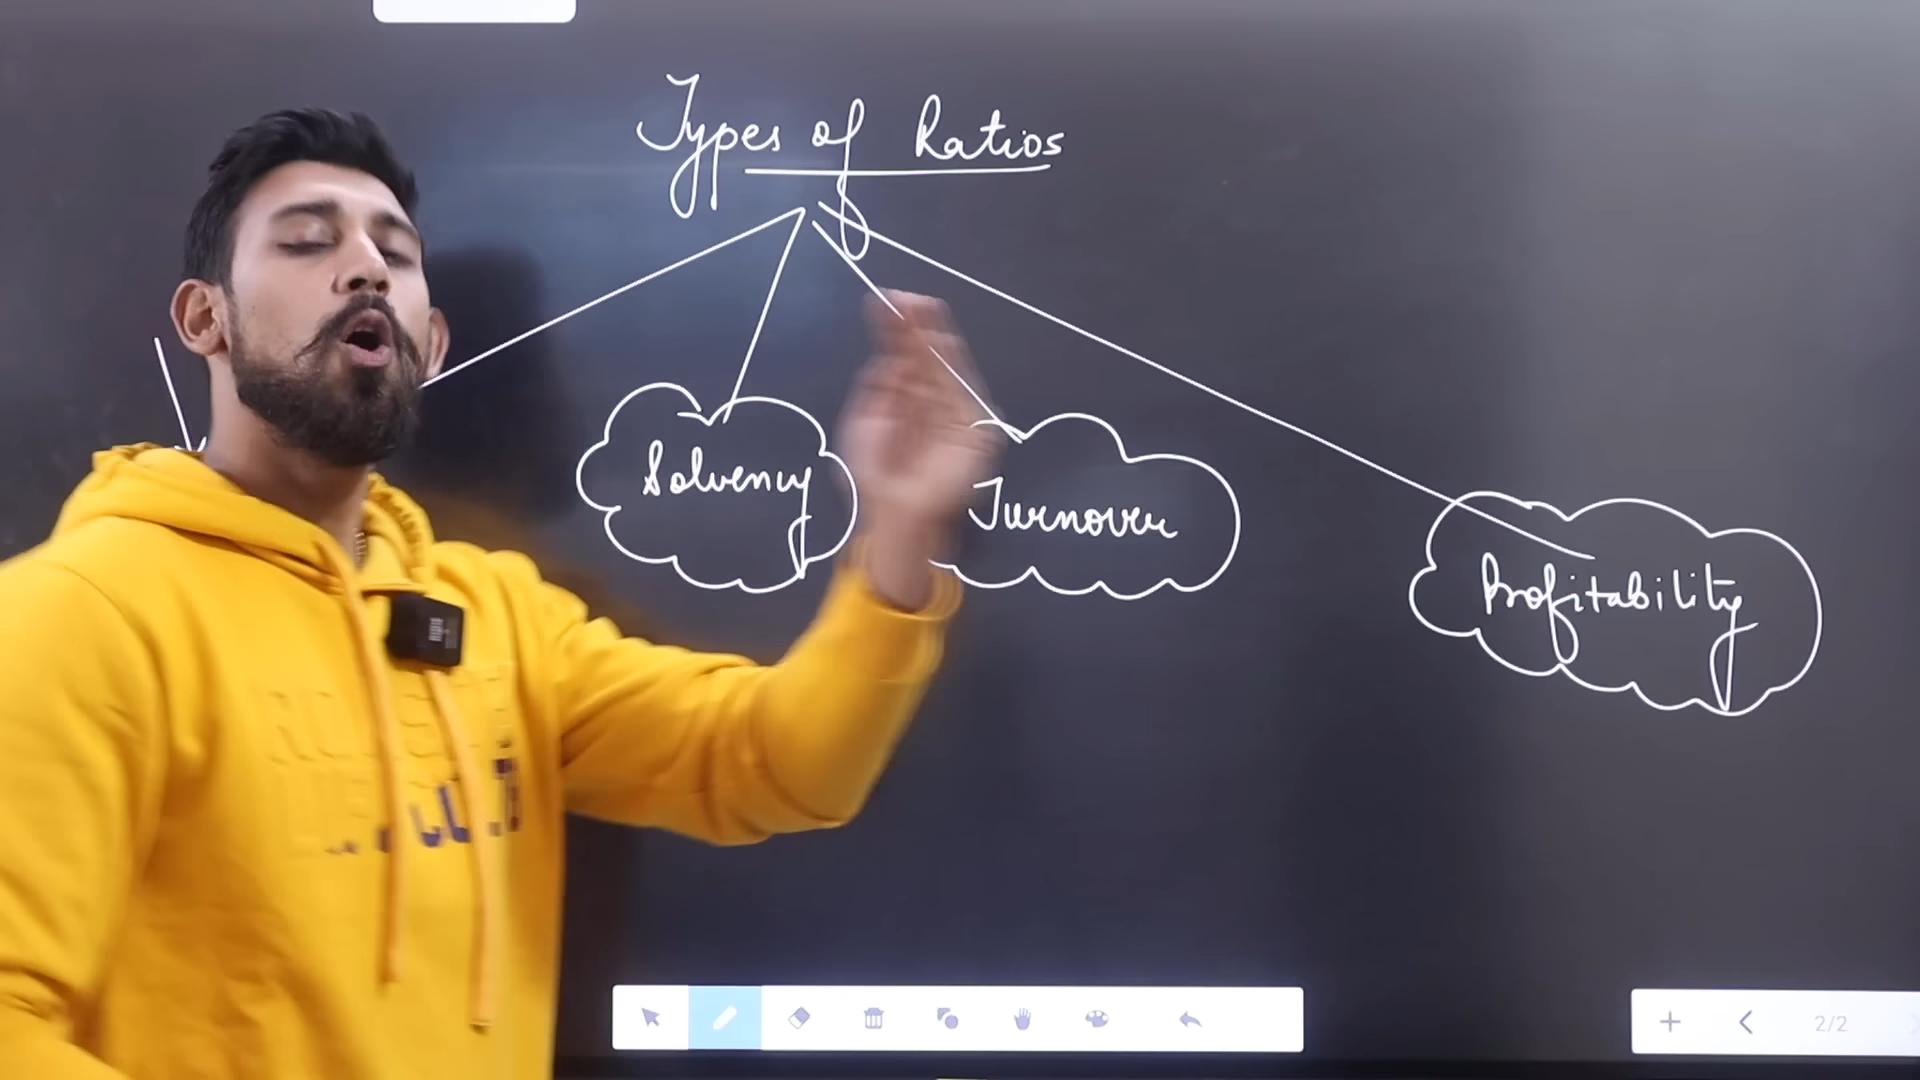 Types of Ratios
Solvency
Turnover
Profitability
2/2